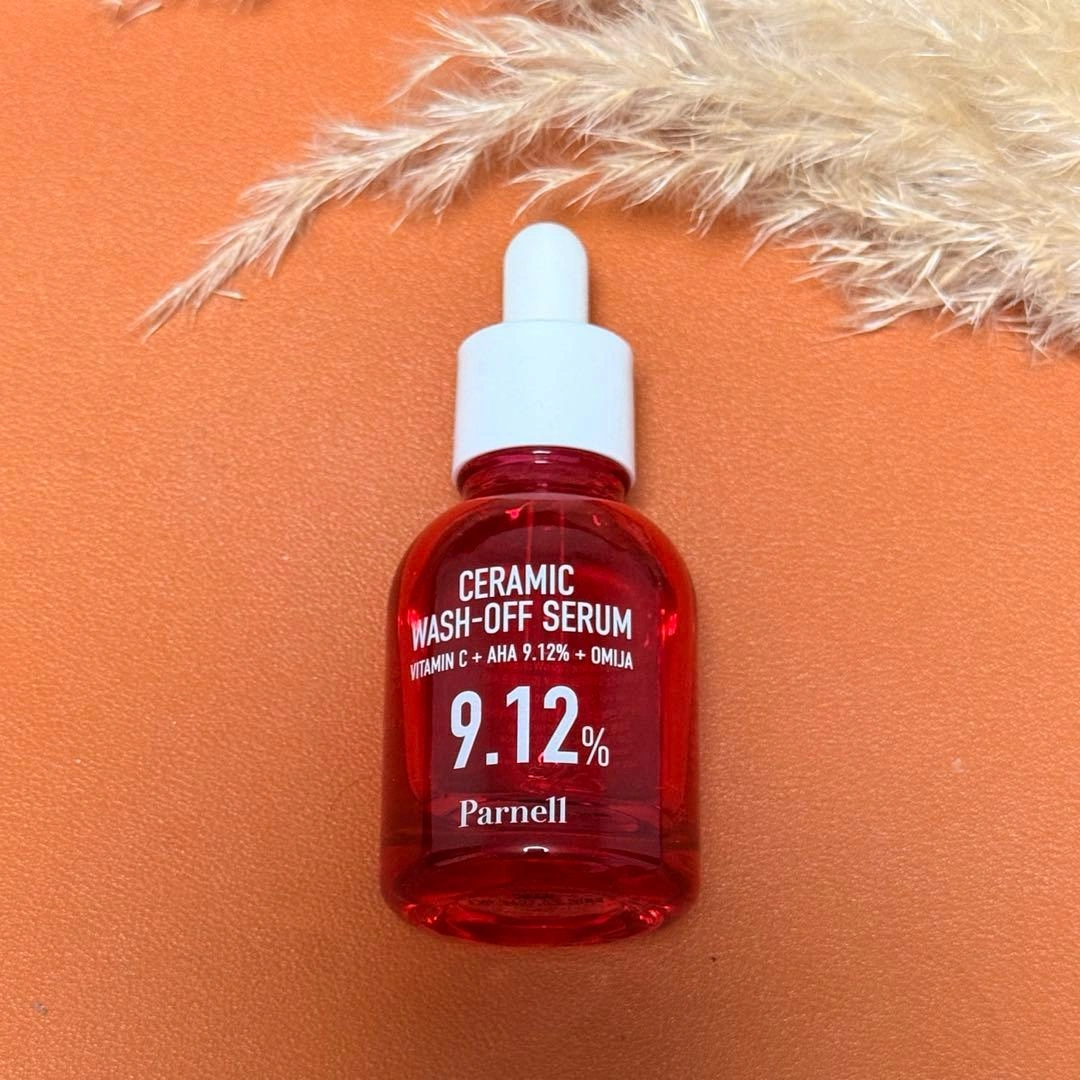 CERAMIC
WASH-OFF SERUM
VITAMIN C + AHA 9.12% + OMIJA
9.12%
Parnell